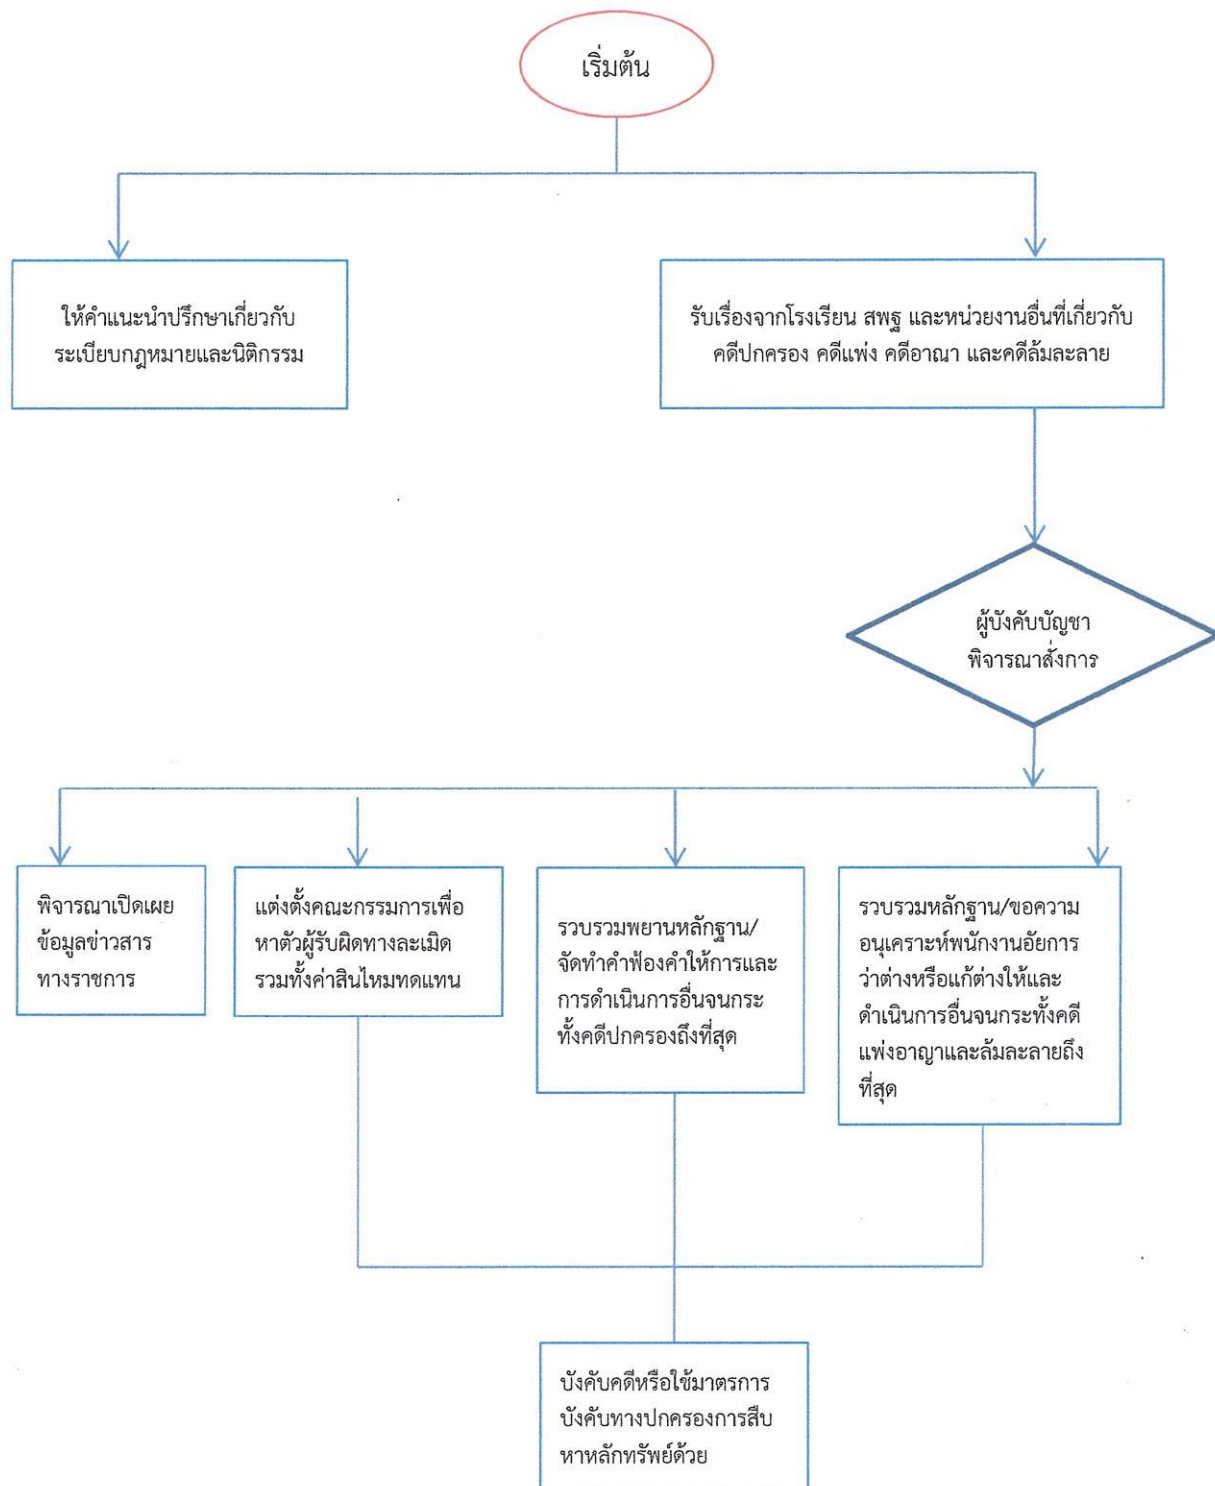 เริ่มต้น
ให้คำแนะนำปรึกษาเกี่ยวกับ
ระเบียบกฎหมายและนิติกรรม
รับเรื่องจากโรงเรียน สพฐ และหน่วยงานอื่นที่เกี่ยวกับ
คดีปกครอง คดีแพ่ง คดีอาณา และคดีล้มละลาย
ผู้บังคับบัญชา
พิจารณาสั่งการ
พิจารณาเปิดเผย
ข้อมูลข่าวสาร
ทางราชการ
แต่งตั้งคณะกรรมการเพื่อ
หาตัวผู้รับผิดทางละเมิด
รวมทั้งค่าสินไหมทดแทน
รวบรวมพยานหลักฐาน/
จัดทำคำฟ้องคำให้การและ
การดำเนินการอื่นจนกระ
ทั้งคดีปกครองถึงที่สุด
รวบรวมหลักฐาน/ขอความ
อนุเคราะห์พนักงานอัยการ
ว่าต่างหรือแก้ต่างให้และ
ดำเนินการอื่นจนกระทั้งคดี
แพ่งอาญาและล้มละลายถึง
ที่สุด
บังคับคดีหรือใช้มาตรการ
บังคับทางปกครองการสืบ
หาหลักทรัพย์ด้วย